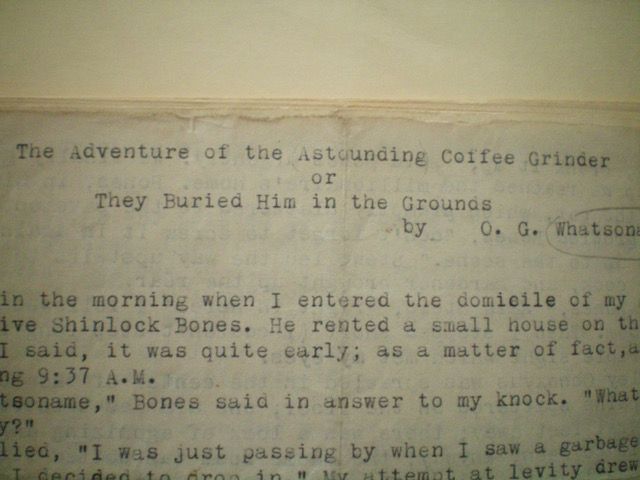 The Adventure of the Astounding Coffee Grinder
or
They Buried Him in the Grounds
by O. G. Whatsona
in the morning when I entered the domicile of my
ive Shinlock Bones. He rented a small house on th
I said, it was quite early; as a matter of fact,a
ng 9:37 A.M.
tsoname," Bones said in answer to my knock. "What
y?"
lied, "I was just passing by when I saw a garbage
I decided to drop in." My attempt at levity drew